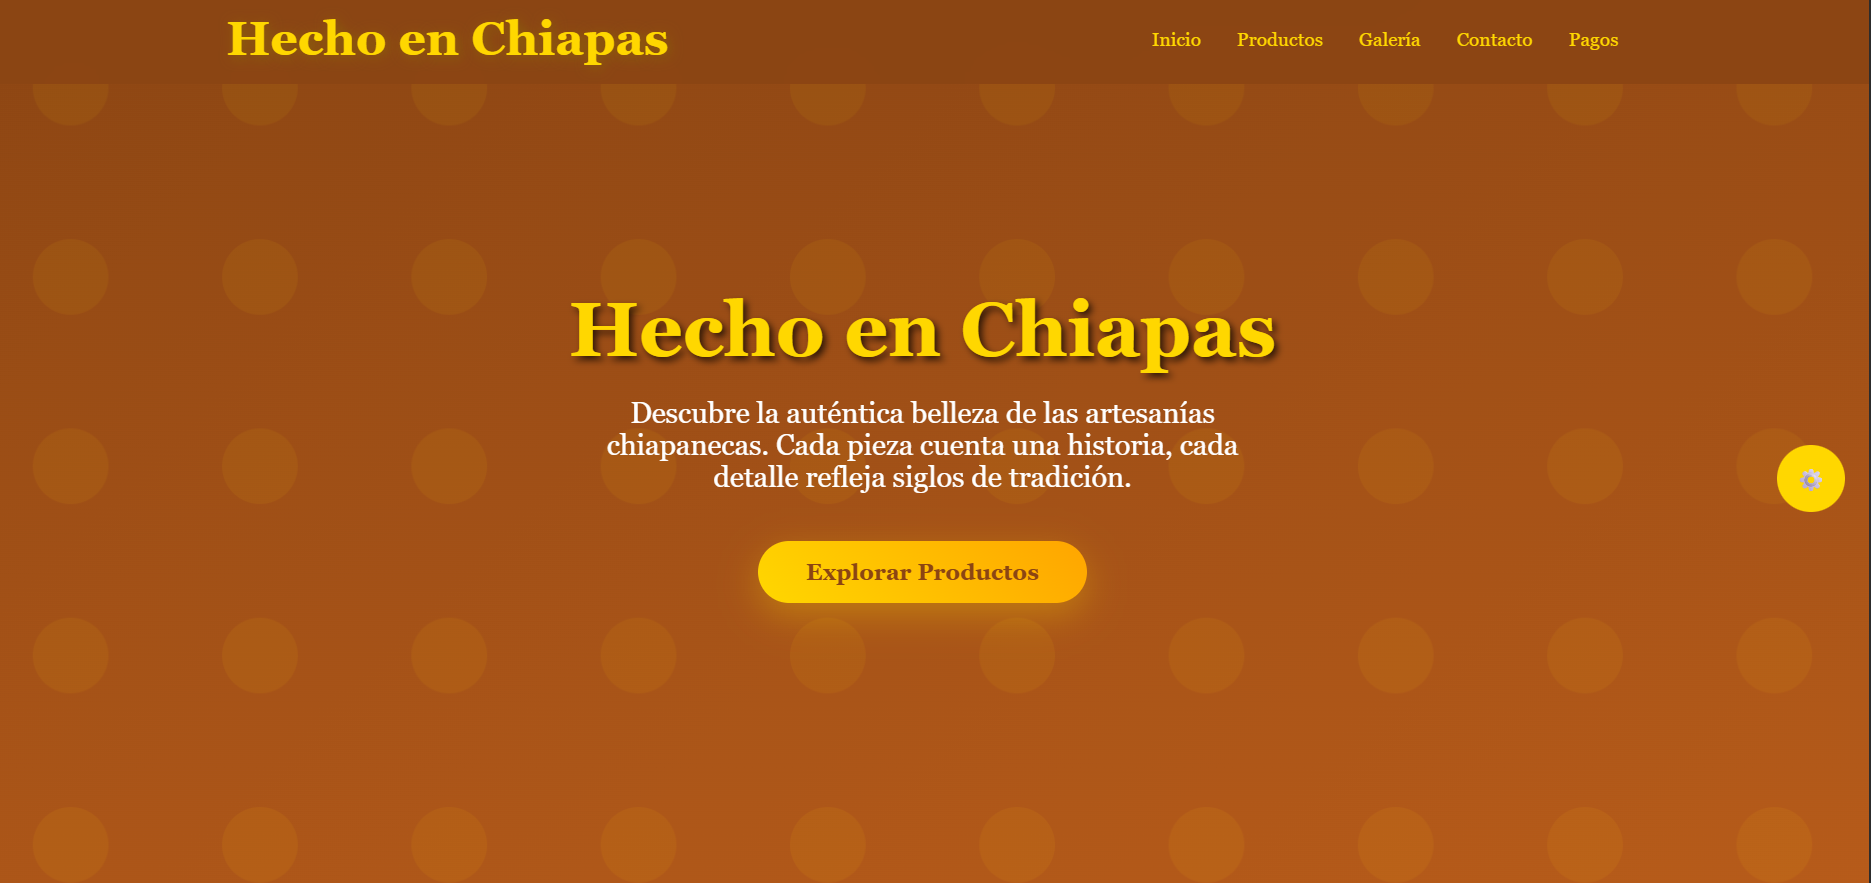 Hecho en Chiapas
Inicio Productos Galería Contacto Pagos
Hecho en Chiapas
Descubre la auténtica belleza de las artesanías
chiapanecas. Cada pieza cuenta una historia, cada
detalle refleja siglos de tradición.
Explorar Productos